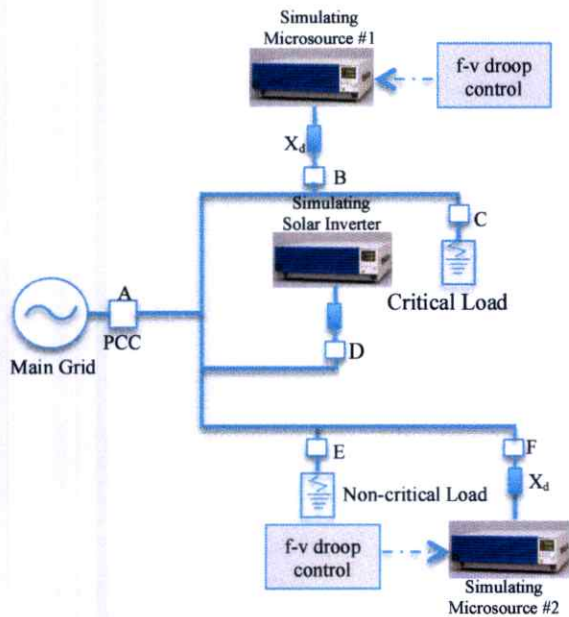 Simulating
Microsource #1
f-v droop
control
X_d
B
Simulating
Solar Inverter
C
Critical Load
A
PCC
Main Grid
D
E
F
Non-critical Load
X_d
f-v droop
control
Simulating
Microsource #2